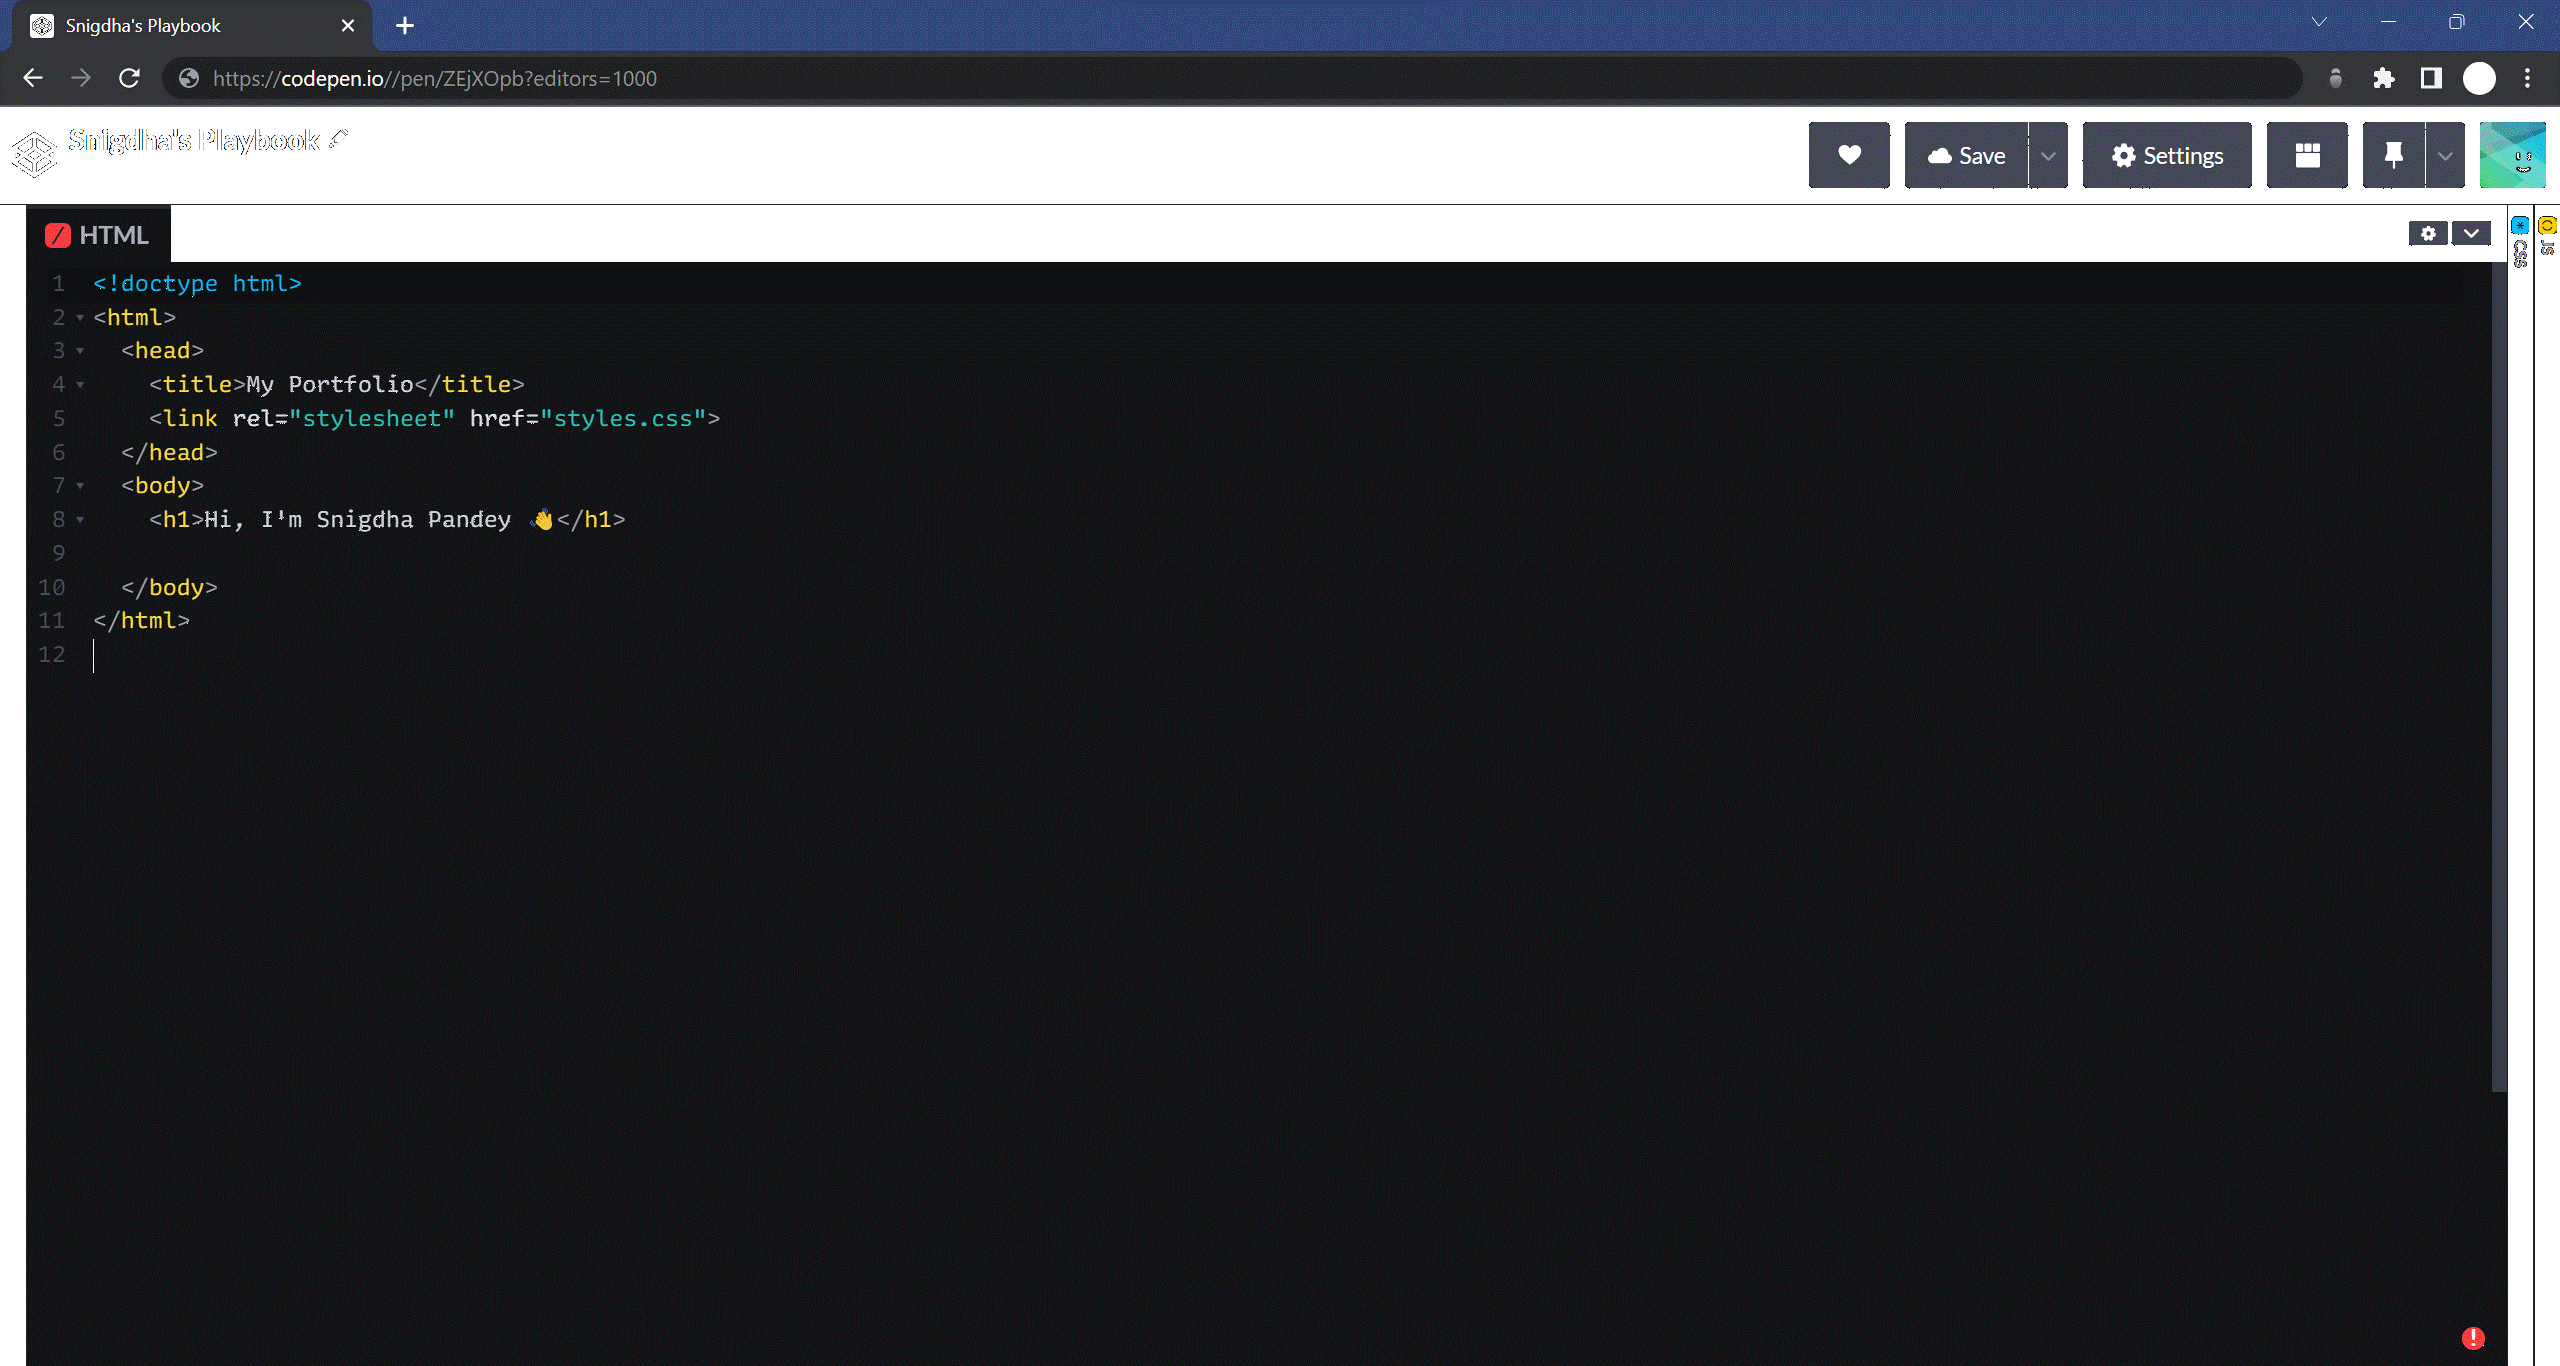 Snigdha's Playbook
https://codepen.io//pen/ZEjXOpb?editors=1000
Snigdha's Playbook
Save
Settings
HTML
CSS
JS
1 <!doctype html>
2 <html>
3   <head>
4     <title>My Portfolio</title>
5     <link rel="stylesheet" href="styles.css">
6   </head>
7   <body>
8     <h1>Hi, I'm Snigdha Pandey 👋</h1>
9
10   </body>
11 </html>
12